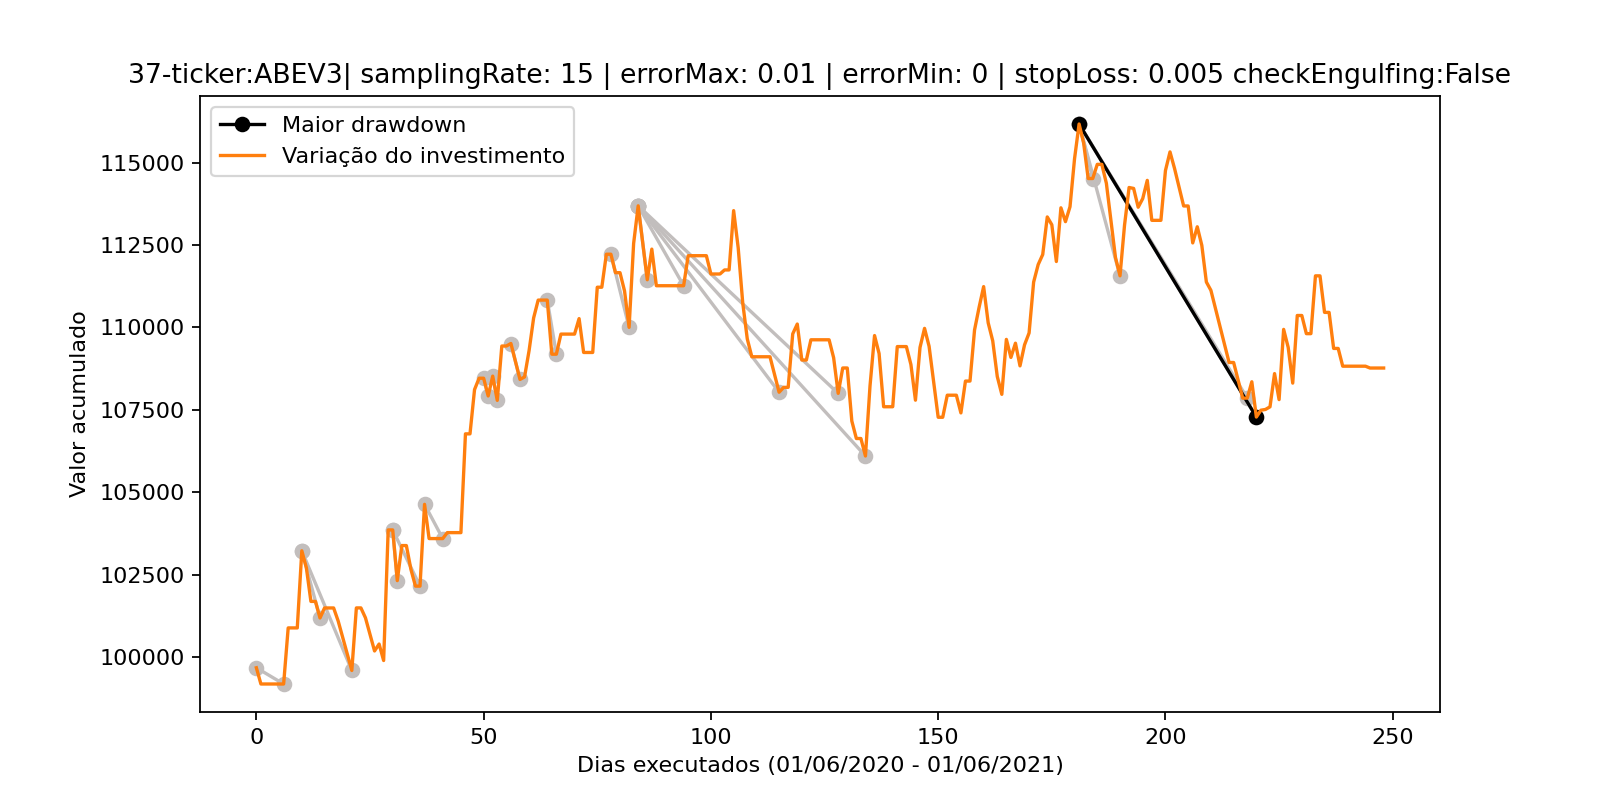 37-ticker:ABEV3| samplingRate: 15 | errorMax: 0.01 | errorMin: 0 | stopLoss: 0.005 checkEngulfing:False
Maior drawdown
Variação do investimento
Valor acumulado
115000
112500
110000
107500
105000
102500
100000
0 50 100 150 200 250
Dias executados (01/06/2020 - 01/06/2021)